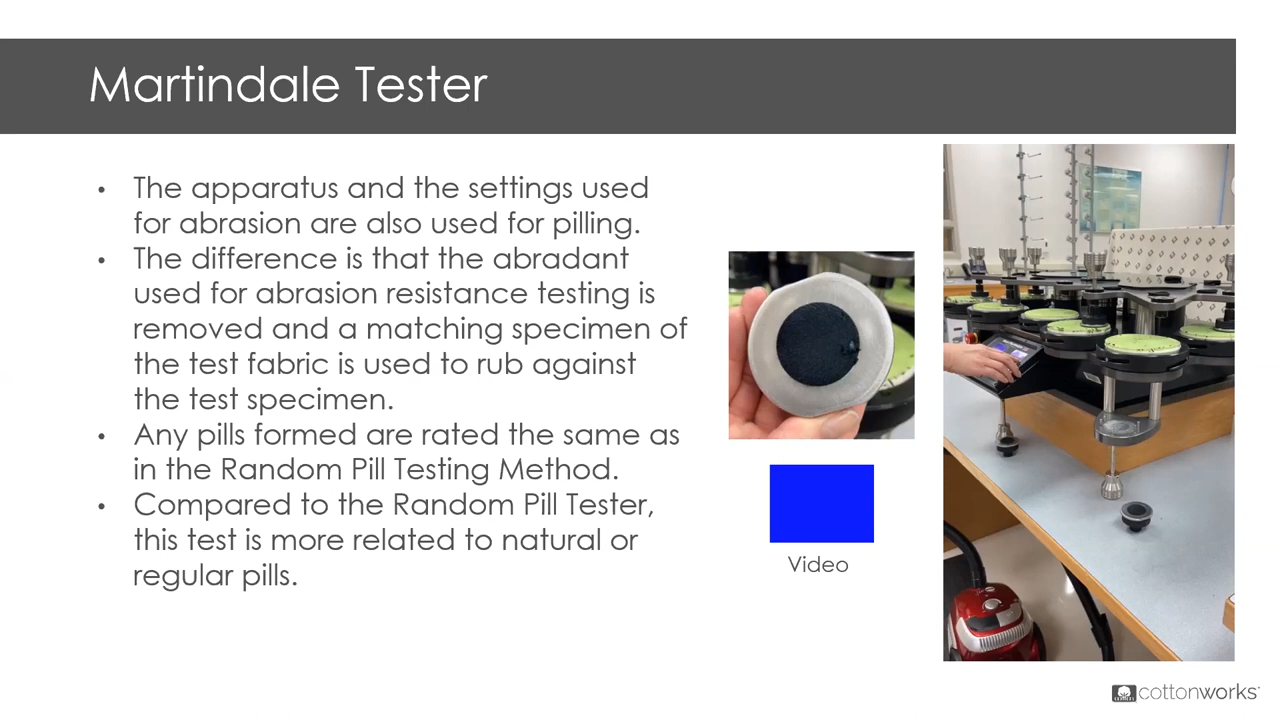 Martindale Tester
• The apparatus and the settings used
for abrasion are also used for pilling.
• The difference is that the abradant
used for abrasion resistance testing is
removed and a matching specimen of
the test fabric is used to rub against
the test specimen.
• Any pills formed are rated the same as
in the Random Pill Testing Method.
• Compared to the Random Pill Tester,
this test is more related to natural or
regular pills.
Video
cottonworks